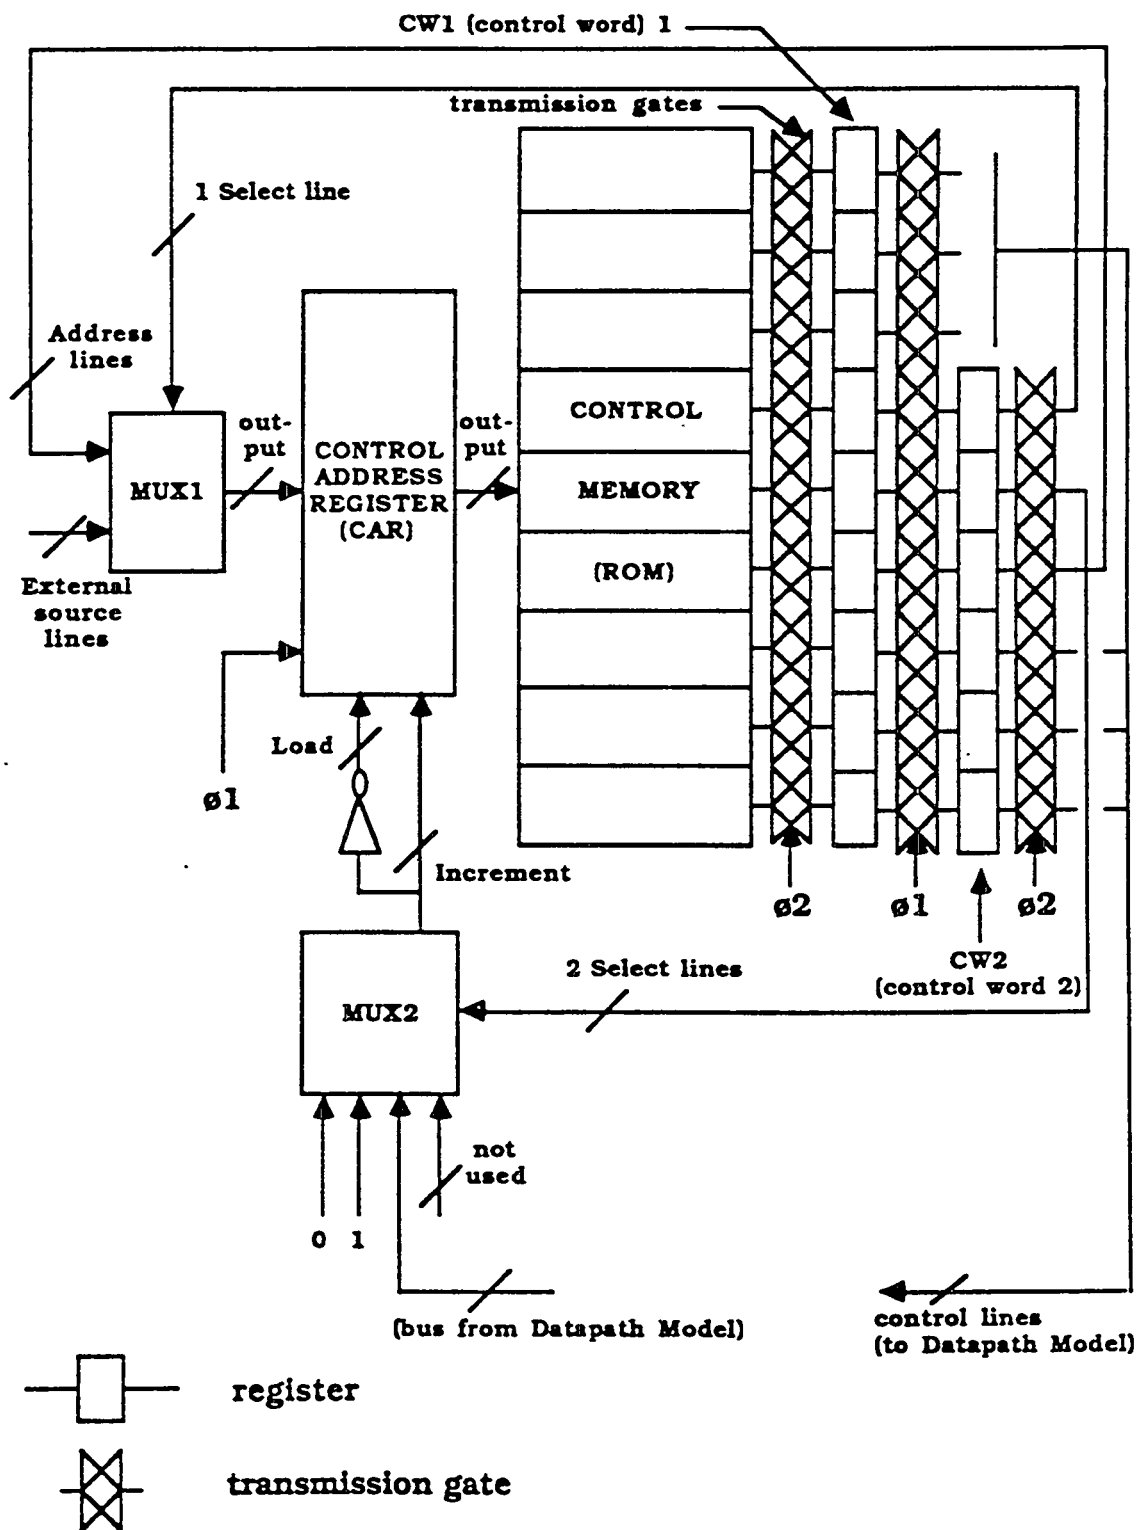 CW1 (control word) 1
transmission gates
1 Select line
Address
lines
out-
put
MUX1
External
source
lines
CONTROL
ADDRESS
REGISTER
(CAR)
out-
put
CONTROL
MEMORY
(ROM)
ø1
Load
Increment
ø2
ø1
ø2
CW2
(control word 2)
2 Select lines
MUX2
not
used
0
1
(bus from Datapath Model)
control lines
(to Datapath Model)
register
transmission gate